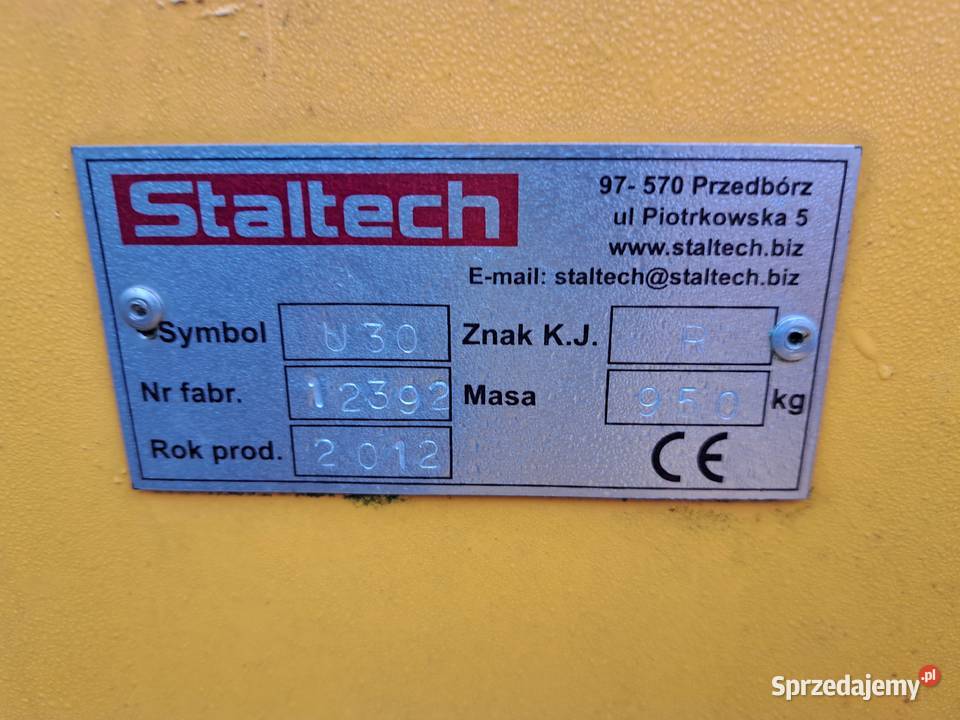 Staltech
97- 570 Przedbórz
ul Piotrkowska 5
www.staltech.biz
E-mail: staltech@staltech.biz
Symbol U30 Znak K.J. R
Nr fabr. 12392 Masa 950 kg
Rok prod. 2012 CE
Sprzedajemy.pl